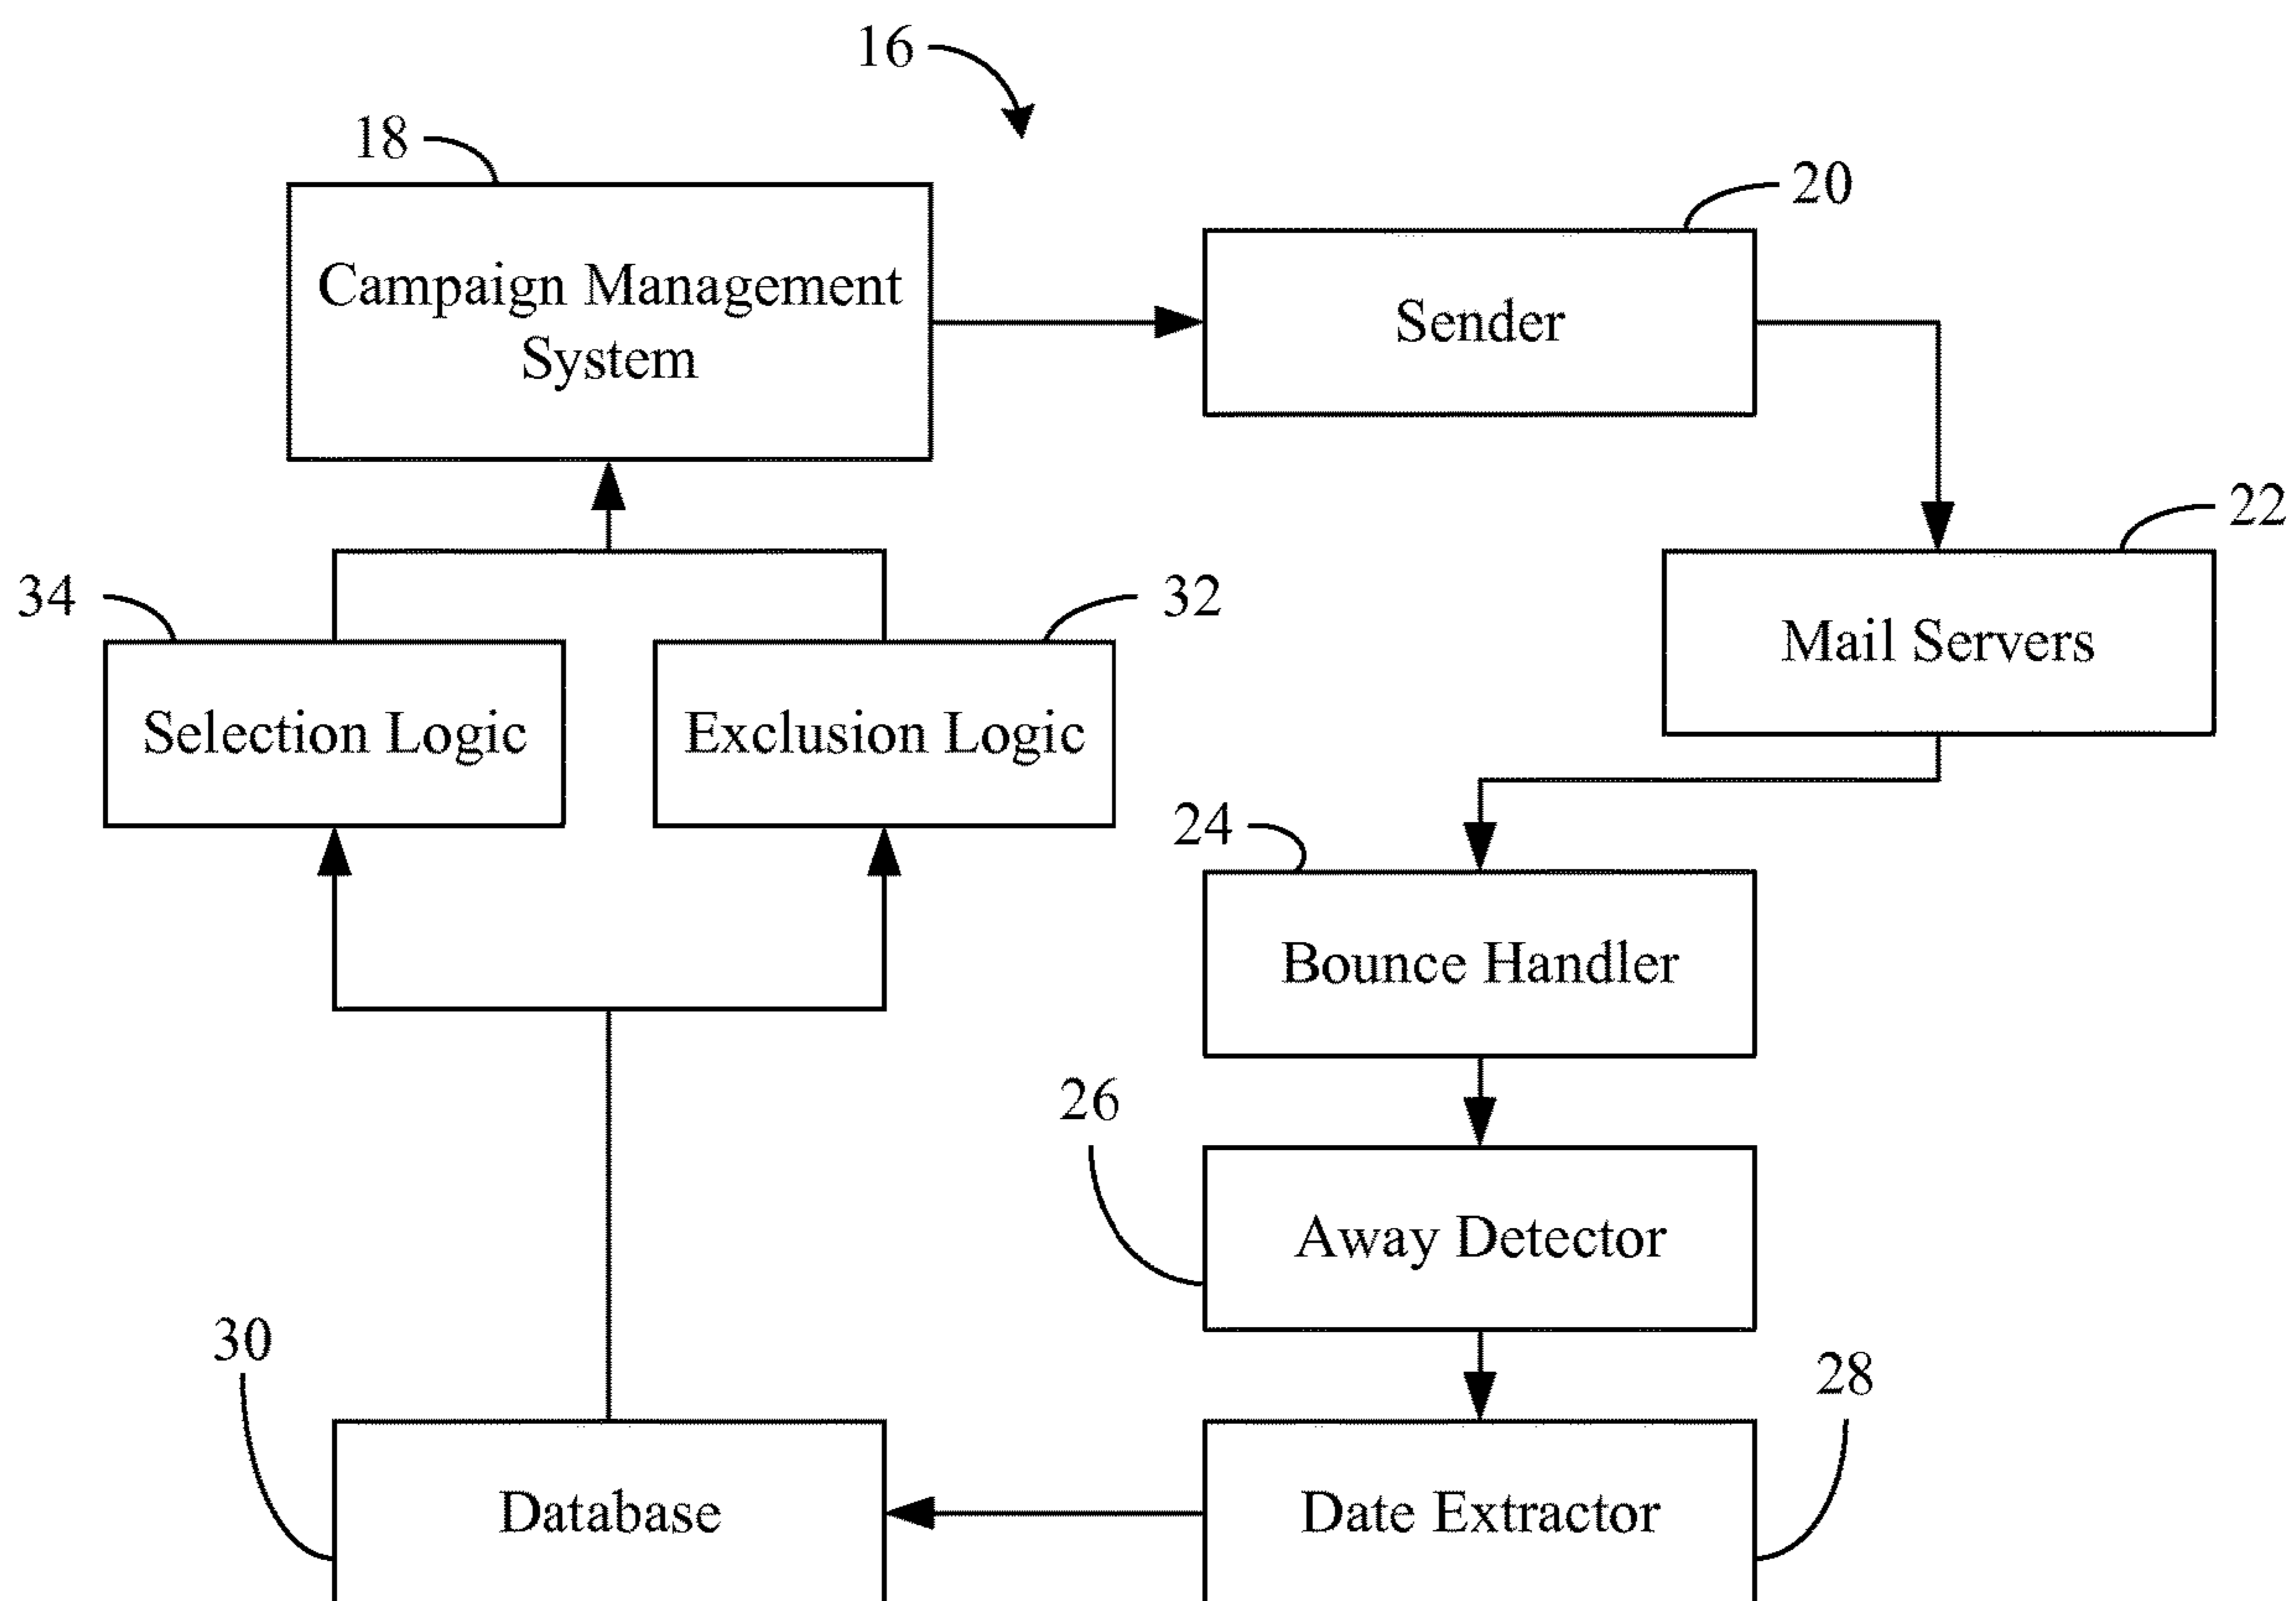 16
18
Campaign Management
System
20
Sender
22
Mail Servers
34
Selection Logic
32
Exclusion Logic
24
Bounce Handler
26
Away Detector
30
Database
28
Date Extractor